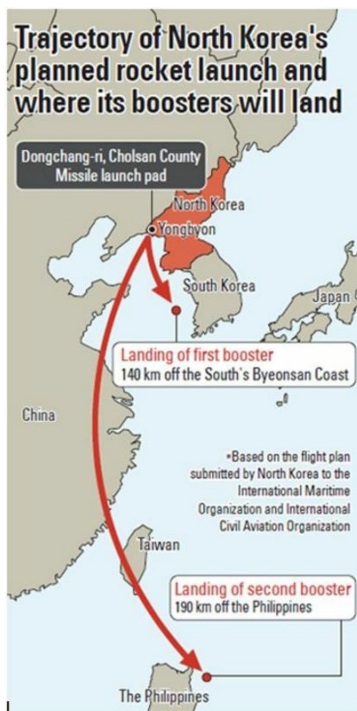 Trajectory of North Korea's
planned rocket launch and
where its boosters will land
Dongchang-ri, Cholsan County
Missile launch pad
North Korea
Yongbyon
South Korea
Japan
Landing of first booster
140 km off the South's Byeonsan Coast
China
*Based on the flight plan
submitted by North Korea to the
International Maritime
Organization and International
Civil Aviation Organization
Taiwan
Landing of second booster
190 km off the Philippines
The Philippines